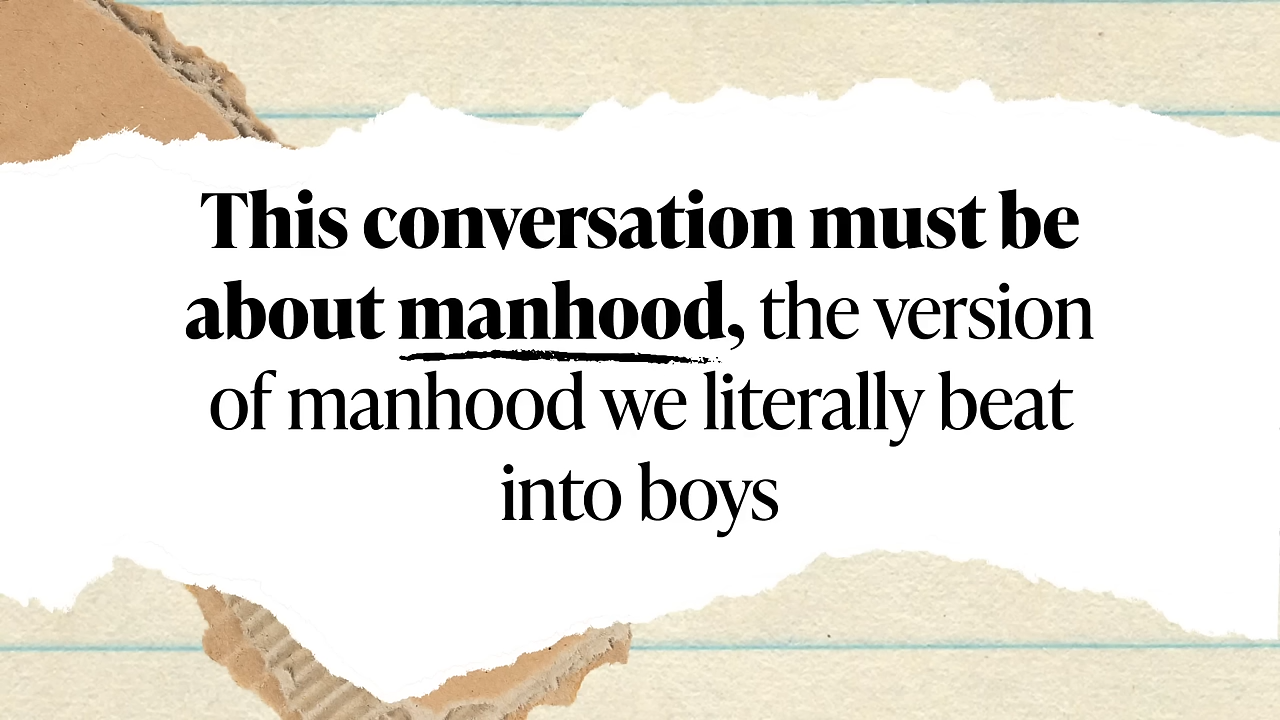 This conversation must be
about manhood, the version
of manhood we literally beat
into boys